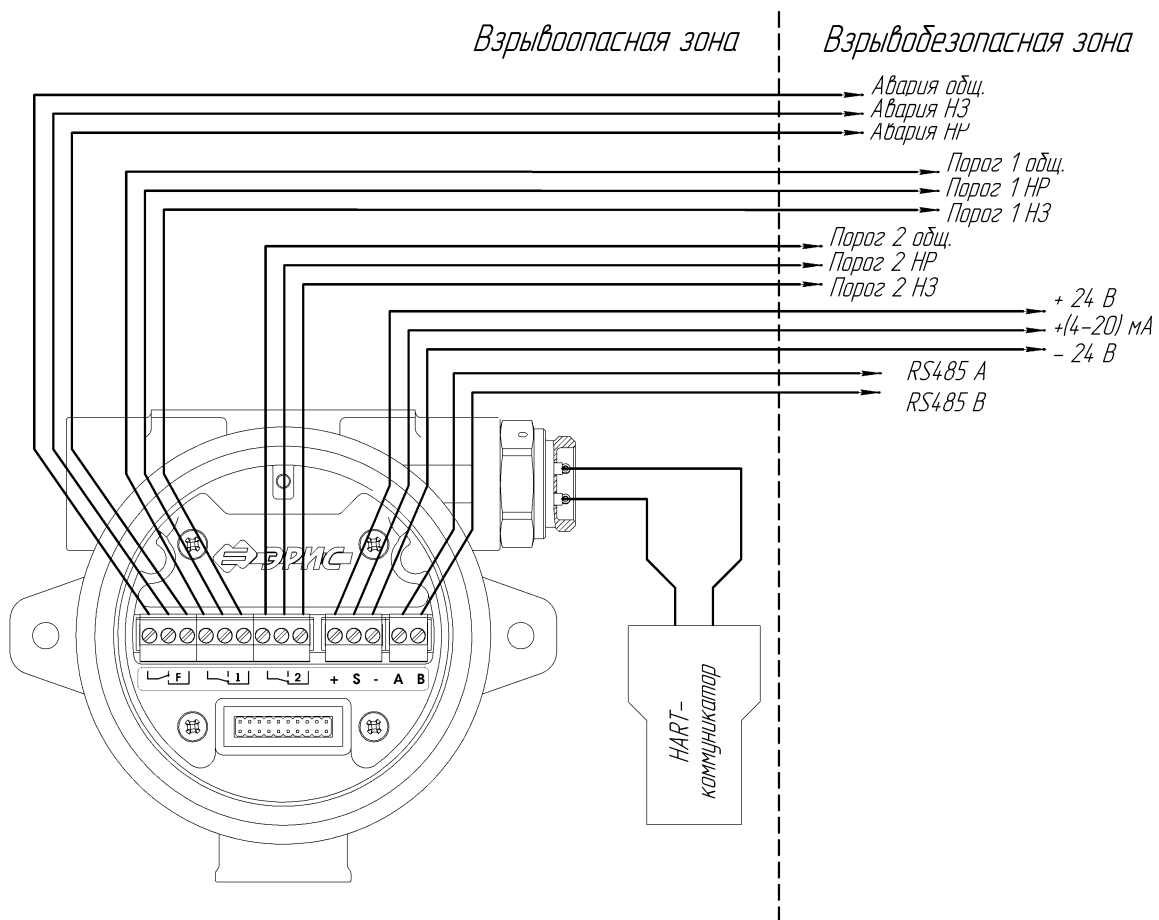 Взрывоопасная зона
Взрывобезопасная зона
Авария общ.
Авария НЗ
Авария НР
Порог 1 общ.
Порог 1 НР
Порог 1 НЗ
Порог 2 общ.
Порог 2 НР
Порог 2 НЗ
+ 24 В
+(4-20) мА
- 24 В
RS485 A
RS485 B
ЭРИС
F 1 2 + S - A B
HART-
коммуникатор